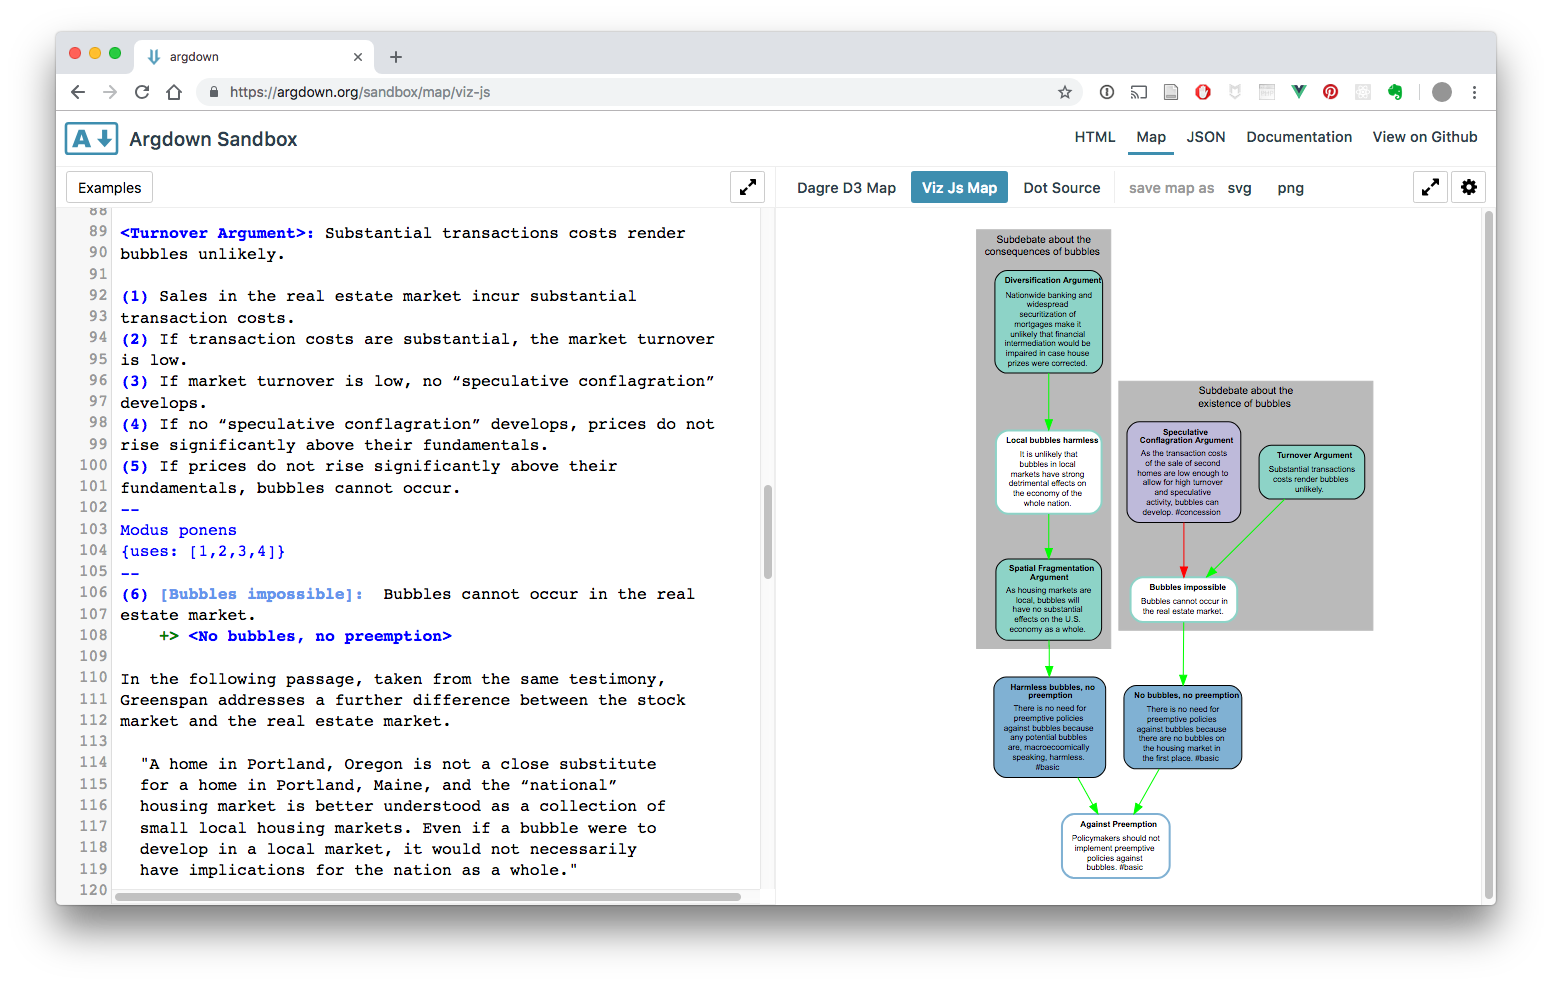 argdown
https://argdown.org/sandbox/map/viz-js
A
Argdown Sandbox
HTML
Map
JSON
Documentation
View on Github
Examples
Dagre D3 Map
Viz Js Map
Dot Source
save map as
svg
png
88
89 <Turnover Argument>: Substantial transactions costs render
90 bubbles unlikely.
91
92 (1) Sales in the real estate market incur substantial
93 transaction costs.
94 (2) If transaction costs are substantial, the market turnover
95 is low.
96 (3) If market turnover is low, no “speculative conflagration”
97 develops.
98 (4) If no “speculative conflagration” develops, prices do not
99 rise significantly above their fundamentals.
100 (5) If prices do not rise significantly above their
101 fundamentals, bubbles cannot occur.
102 --
103 Modus ponens
104 {uses: [1,2,3,4]}
105 --
106 (6) [Bubbles impossible]:  Bubbles cannot occur in the real
107 estate market.
108     +> <No bubbles, no preemption>
109
110 In the following passage, taken from the same testimony,
111 Greenspan addresses a further difference between the stock
112 market and the real estate market.
113
114   "A home in Portland, Oregon is not a close substitute
115   for a home in Portland, Maine, and the “national”
116   housing market is better understood as a collection of
117   small local housing markets. Even if a bubble were to
118   develop in a local market, it would not necessarily
119   have implications for the nation as a whole."
120
Subdebate about the
consequences of bubbles
Diversification Argument
Nationwide banking and
widespread
securitization of
mortgages make it
unlikely that financial
intermediation would be
impaired in case house
prizes were corrected.
Local bubbles harmless
It is unlikely that
bubbles in local
markets have strong
detrimental effects on
the economy of the
whole nation.
Spatial Fragmentation
Argument
As housing markets are
local, bubbles will
have no substantial
effects on the U.S.
economy as a whole.
Subdebate about the
existence of bubbles
Speculative
Conflagration Argument
As the transaction costs
of the sale of second
homes are low enough to
allow for high turnover
and speculative
activity, bubbles can
develop. #concession
Turnover Argument
Substantial transactions
costs render bubbles
unlikely.
Bubbles impossible
Bubbles cannot occur in
the real estate market.
Harmless bubbles, no
preemption
There is no need for
preemptive policies
against bubbles because
any potential bubbles
are, macroecoomically
speaking, harmless.
#basic
No bubbles, no preemption
There is no need for
preemptive policies
against bubbles because
there are no bubbles on
the housing market in
the first place. #basic
Against Preemption
Policymakers should not
implement preemptive
policies against
bubbles. #basic